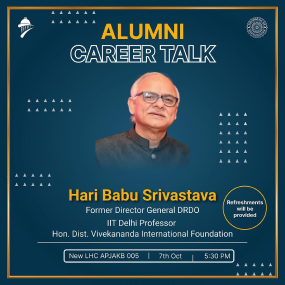 ALUMNI
CAREER TALK
Hari Babu Srivastava
Former Director General DRDO
IIT Delhi Professor
Hon. Dist. Vivekananda International Foundation
Refreshments
will be
provided
New LHC APJAKB 005 | 7th Oct | 5:30 PM